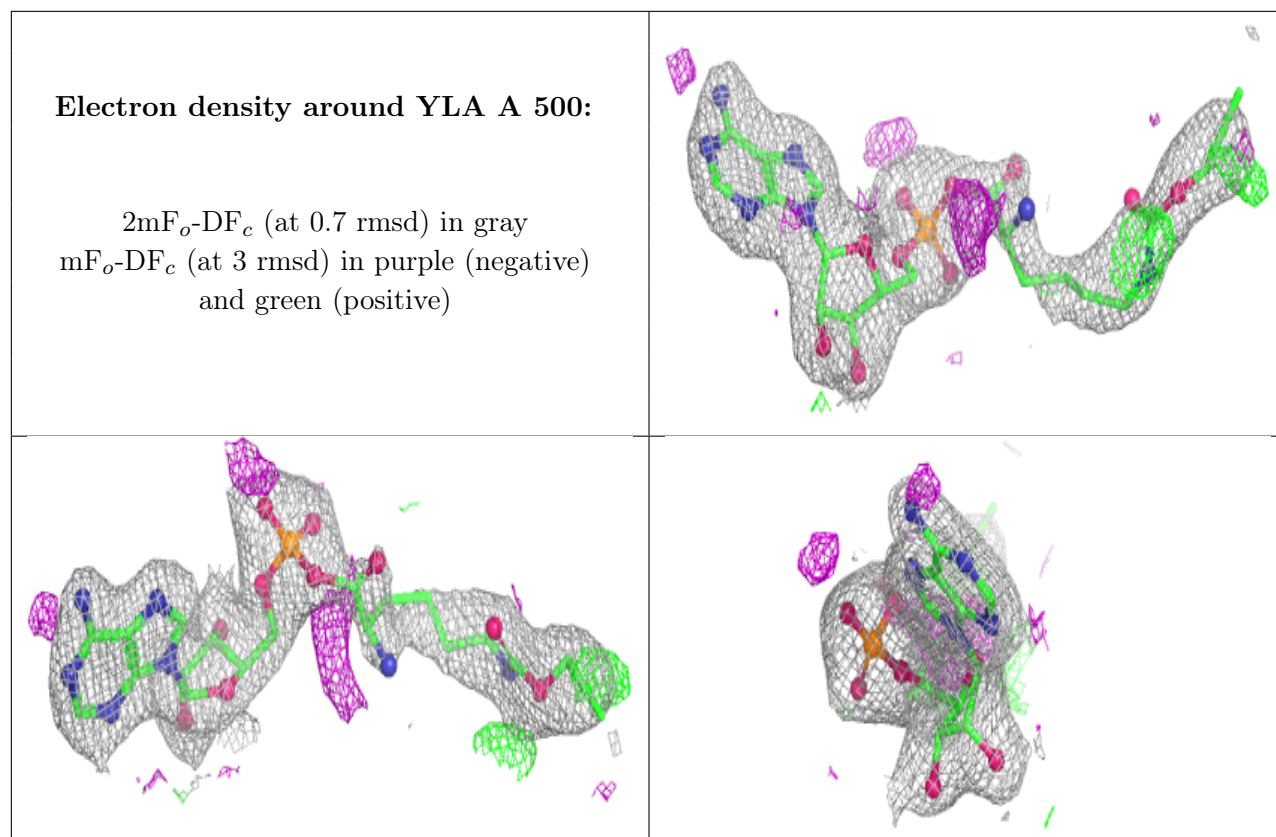 Electron density around YLA A 500:
2mFₒ-DF𝒸 (at 0.7 rmsd) in gray
mFₒ-DF𝒸 (at 3 rmsd) in purple (negative)
and green (positive)